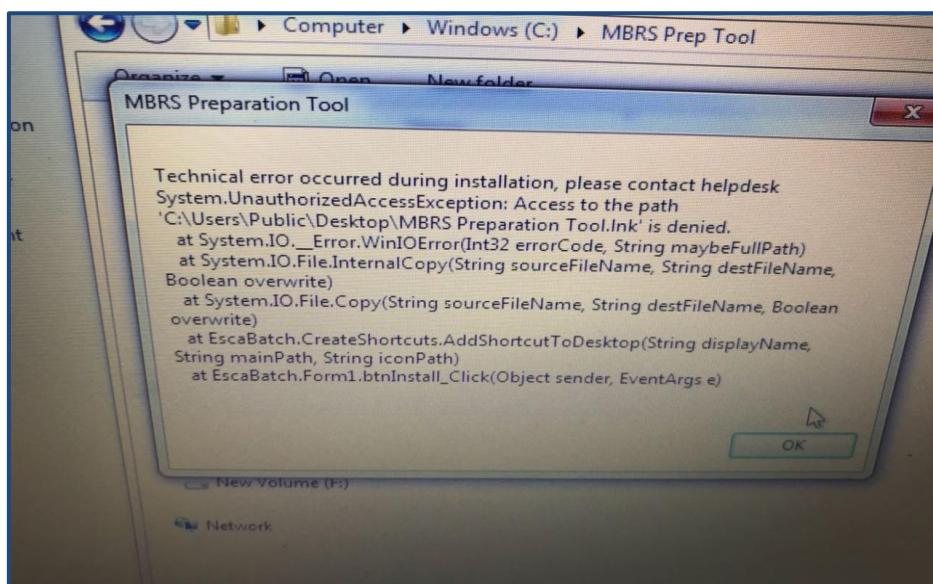 Computer ▸ Windows (C:) ▸ MBRS Prep Tool
Organize Open New folder
MBRS Preparation Tool
on
Technical error occurred during installation, please contact helpdesk
System.UnauthorizedAccessException: Access to the path
'C:\Users\Public\Desktop\MBRS Preparation Tool.lnk' is denied.
at System.IO.__Error.WinIOError(Int32 errorCode, String maybeFullPath)
at System.IO.File.InternalCopy(String sourceFileName, String destFileName,
Boolean overwrite)
at System.IO.File.Copy(String sourceFileName, String destFileName, Boolean
overwrite)
at EscaBatch.CreateShortcuts.AddShortcutToDesktop(String displayName,
String mainPath, String iconPath)
at EscaBatch.Form1.btnInstall_Click(Object sender, EventArgs e)
OK
New Volume (F:)
Network